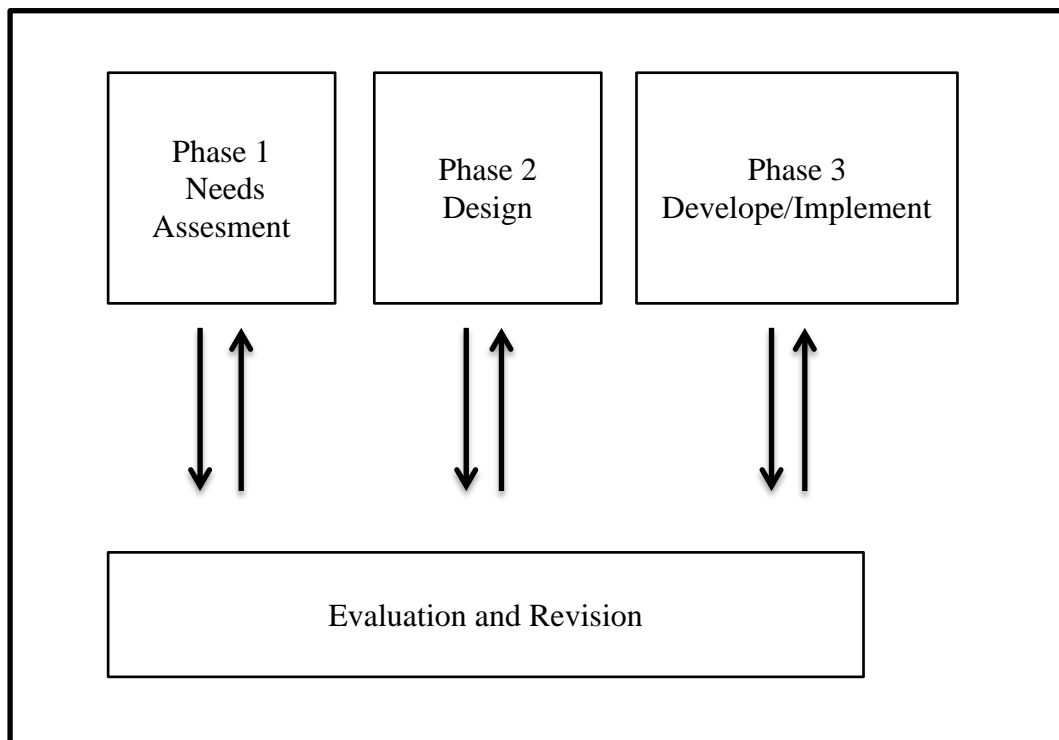 Phase 1
Needs
Assesment
Phase 2
Design
Phase 3
Develope/Implement
Evaluation and Revision